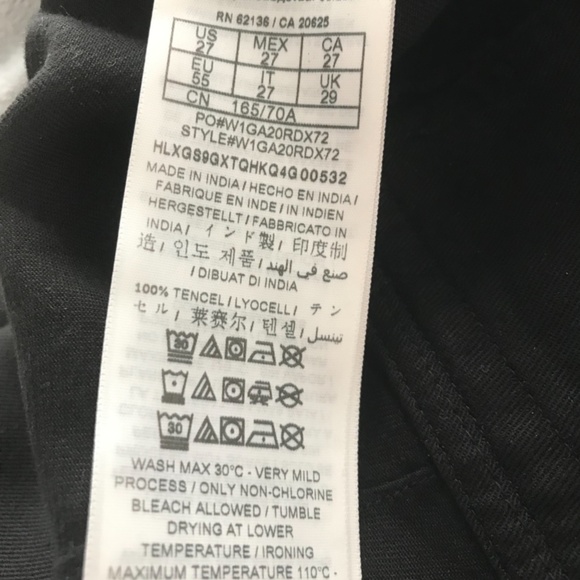 RN 62136 / CA 20625
US 27 MEX 27 CA 27
EU 55 IT 27 UK 29
CN 165/70A
PO#W1GA20RDX72
STYLE#W1GA20RDX72
HLXGS9GXTQHKQ4G00532
MADE IN INDIA / HECHO EN INDIA /
FABRIQUE EN INDE / IN INDIEN
HERGESTELLT / FABBRICATO IN
INDIA / インド製 / 印度制
造 / 인도 제품 / صنع في الهند
/ DIBUAT DI INDIA
100% TENCEL / LYOCELL / テン
セル / 莱赛尔 / 텐셀 / تينسيل
30
30
WASH MAX 30°C - VERY MILD
PROCESS / ONLY NON-CHLORINE
BLEACH ALLOWED / TUMBLE
DRYING AT LOWER
TEMPERATURE / IRONING
MAXIMUM TEMPERATURE 110°C -